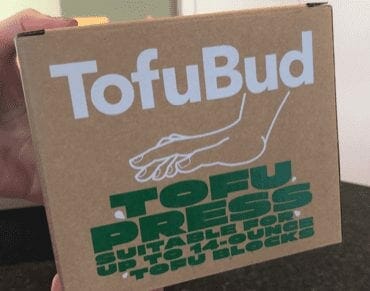 TofuBud
TOFU
PRESS
SUITABLE FOR
UP TO 14-OUNCE
TOFU BLOCKS